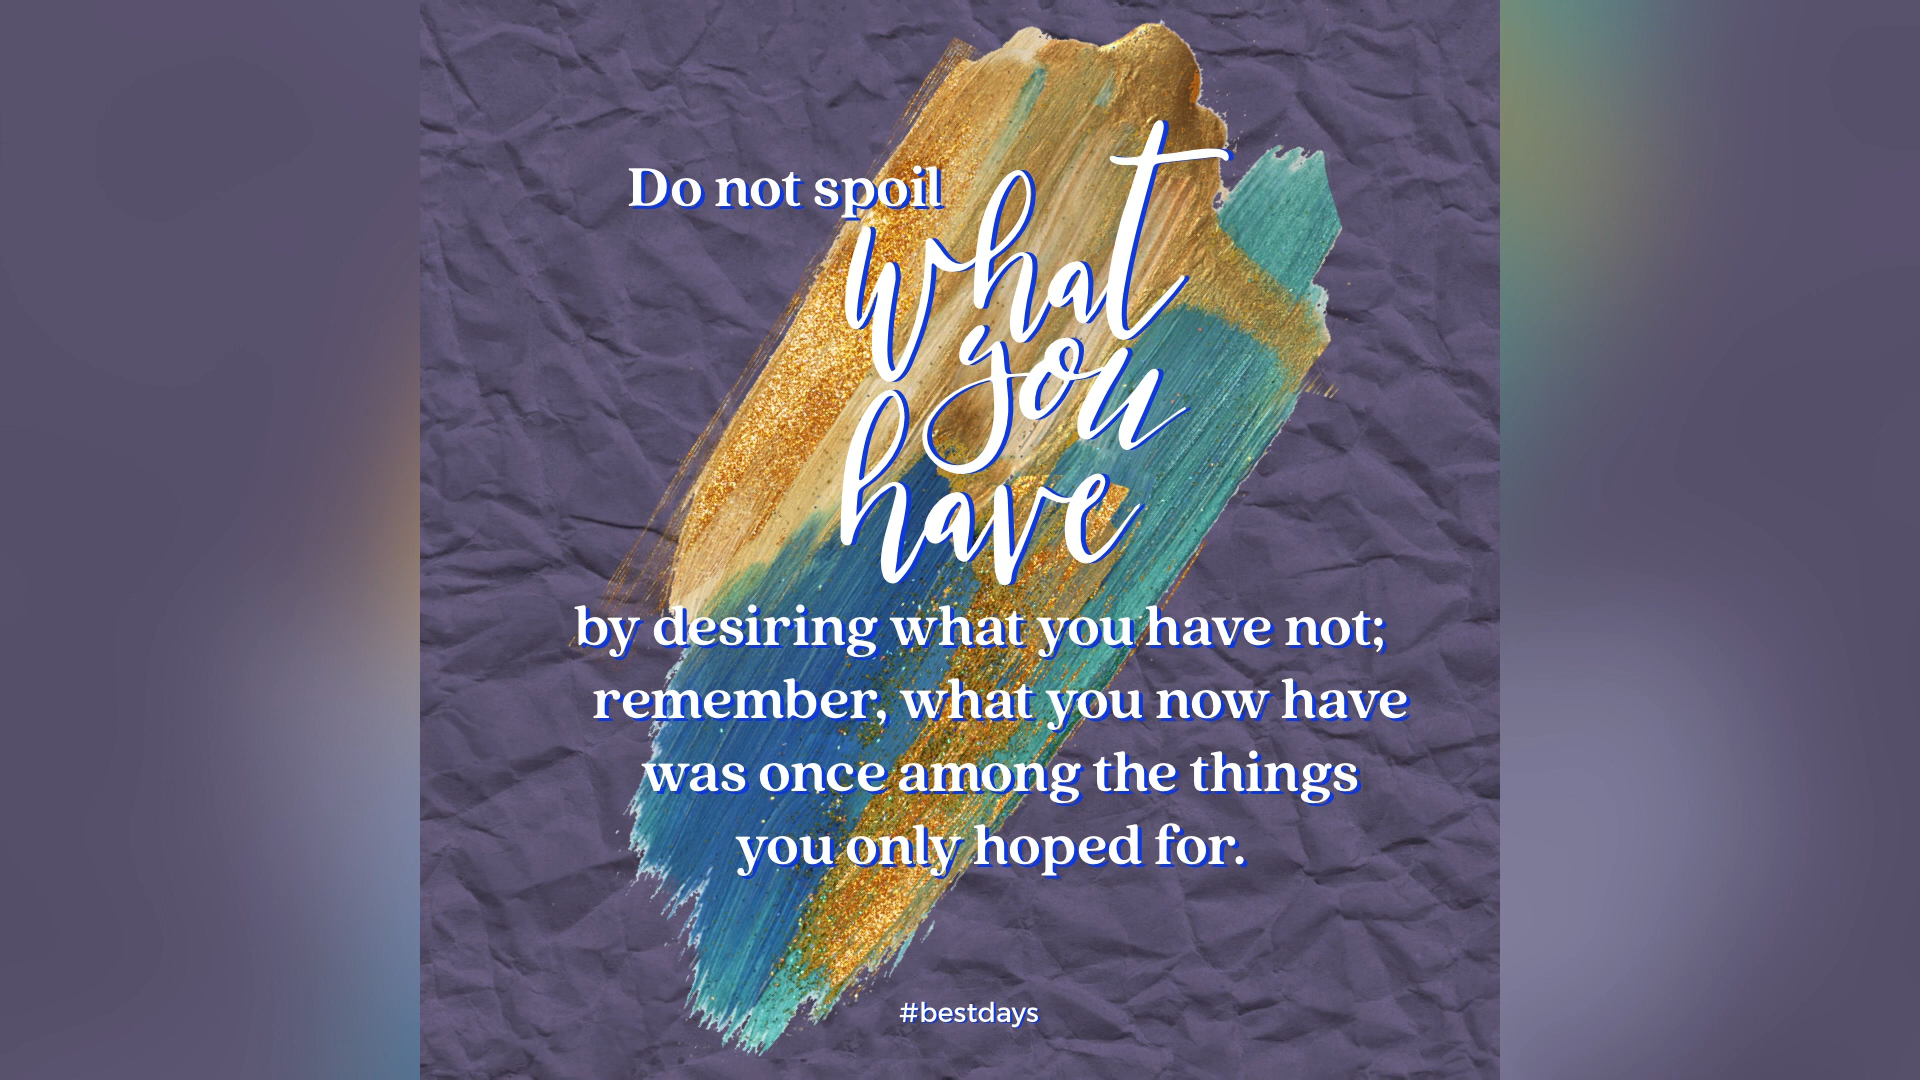 Do not spoil
what
you
have
by desiring what you have not;
remember, what you now have
was once among the things
you only hoped for.
#bestdays